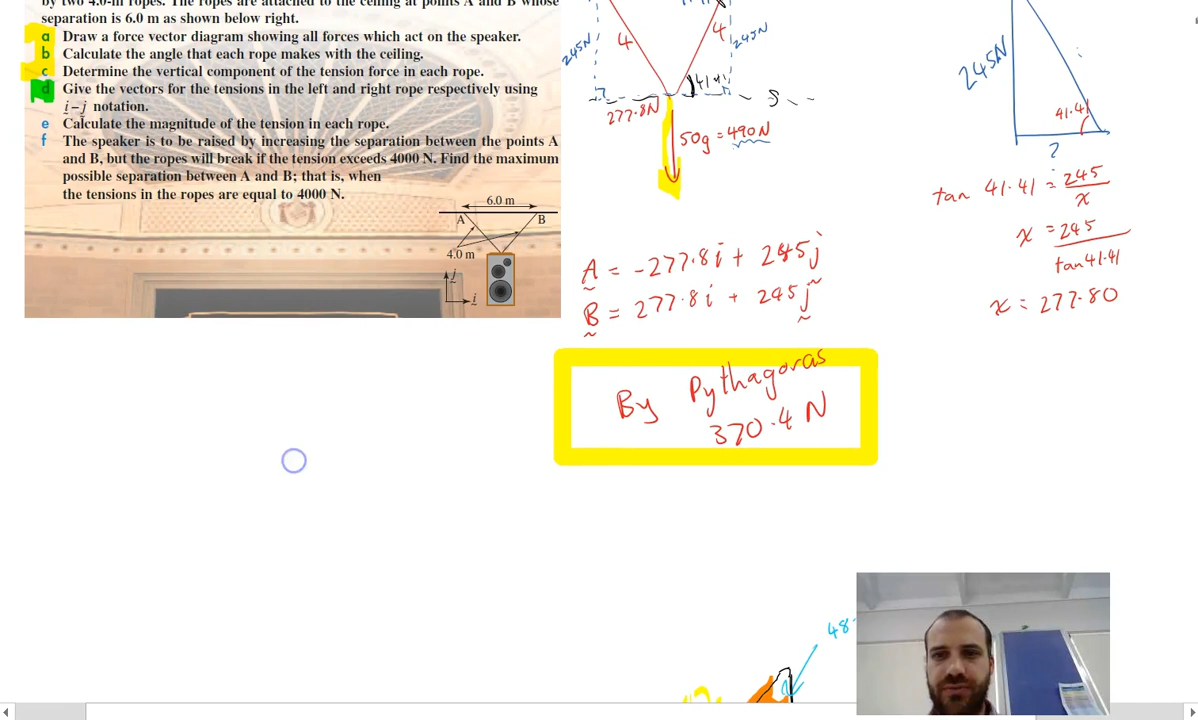 by two 4.0-m ropes. The ropes are attached to the ceiling at points A and B whose
separation is 6.0 m as shown below right.
a Draw a force vector diagram showing all forces which act on the speaker.
b Calculate the angle that each rope makes with the ceiling.
c Determine the vertical component of the tension force in each rope.
d Give the vectors for the tensions in the left and right rope respectively using
i–j notation.
e Calculate the magnitude of the tension in each rope.
f The speaker is to be raised by increasing the separation between the points A
and B, but the ropes will break if the tension exceeds 4000 N. Find the maximum
possible separation between A and B; that is, when
the tensions in the ropes are equal to 4000 N.
6.0 m
A
B
4.0 m
j
i
245N
4
4
245N
277.8N
50g = 490N
A = -277.8i + 245j
B = 277.8i + 245j
By Pythagoras
370.4 N
245N
41.41
?
tan 41.41 = 245/x
x = 245
tan 41.41
x = 277.80
48